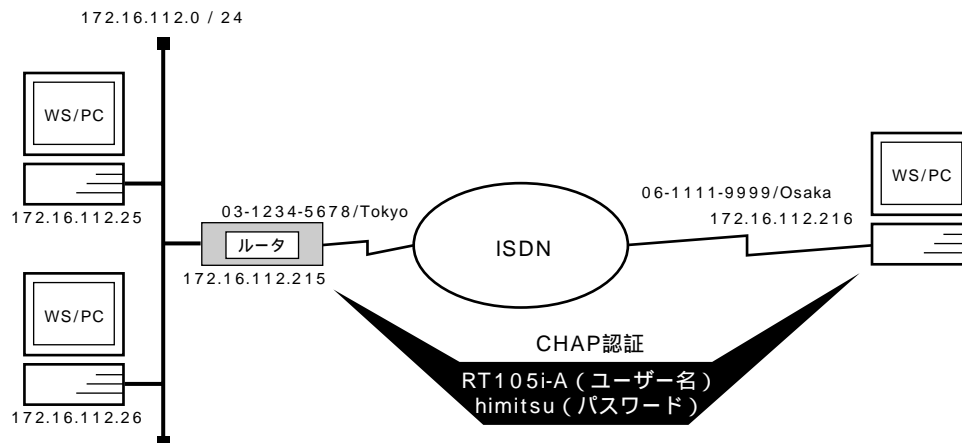 172.16.112.0 / 24
WS/PC
172.16.112.25
03-1234-5678/Tokyo
ルータ
172.16.112.215
ISDN
06-1111-9999/Osaka
172.16.112.216
WS/PC
WS/PC
172.16.112.26
CHAP認証
RT105i-A（ユーザー名）
himitsu（パスワード）